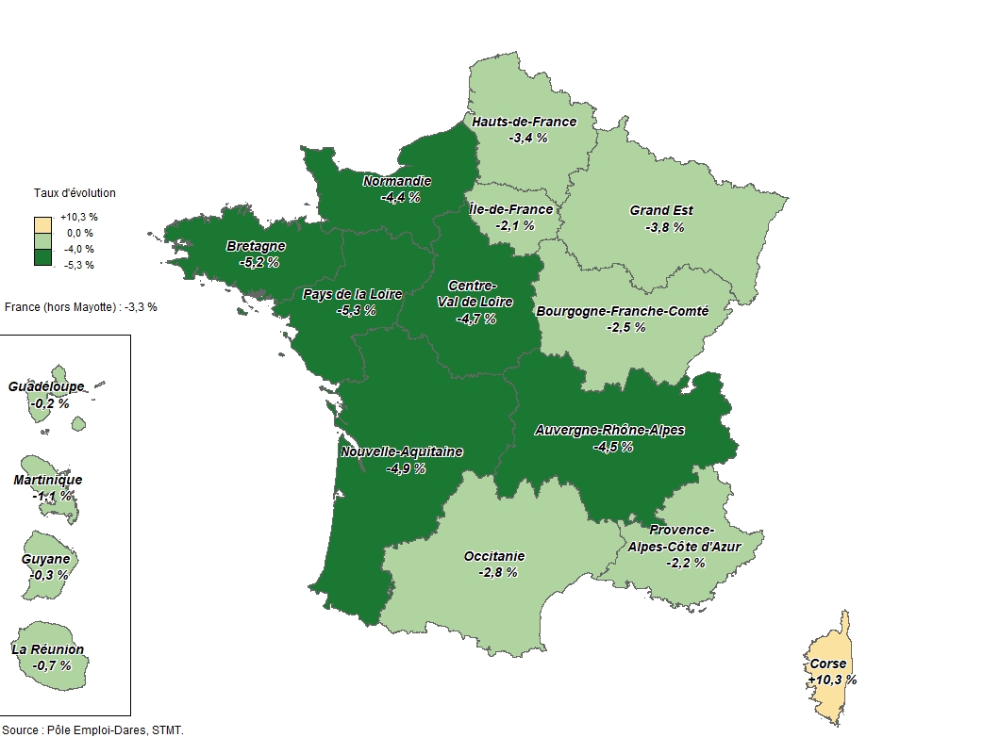 Hauts-de-France
-3,4 %
Normandie
-4,4 %
Taux d'évolution
+10,3 %
0,0 %
-4,0 %
-5,3 %
Île-de-France
-2,1 %
Grand Est
-3,8 %
Bretagne
-5,2 %
Pays de la Loire
-5,3 %
Centre-
Val de Loire
-4,7 %
France (hors Mayotte) : -3,3 %
Bourgogne-Franche-Comté
-2,5 %
Guadeloupe
-0,2 %
Auvergne-Rhône-Alpes
-4,5 %
Nouvelle-Aquitaine
-4,9 %
Martinique
-1,1 %
Guyane
-0,3 %
Occitanie
-2,8 %
Provence-
Alpes-Côte d'Azur
-2,2 %
La Réunion
-0,7 %
Corse
+10,3 %
Source : Pôle Emploi-Dares, STMT.